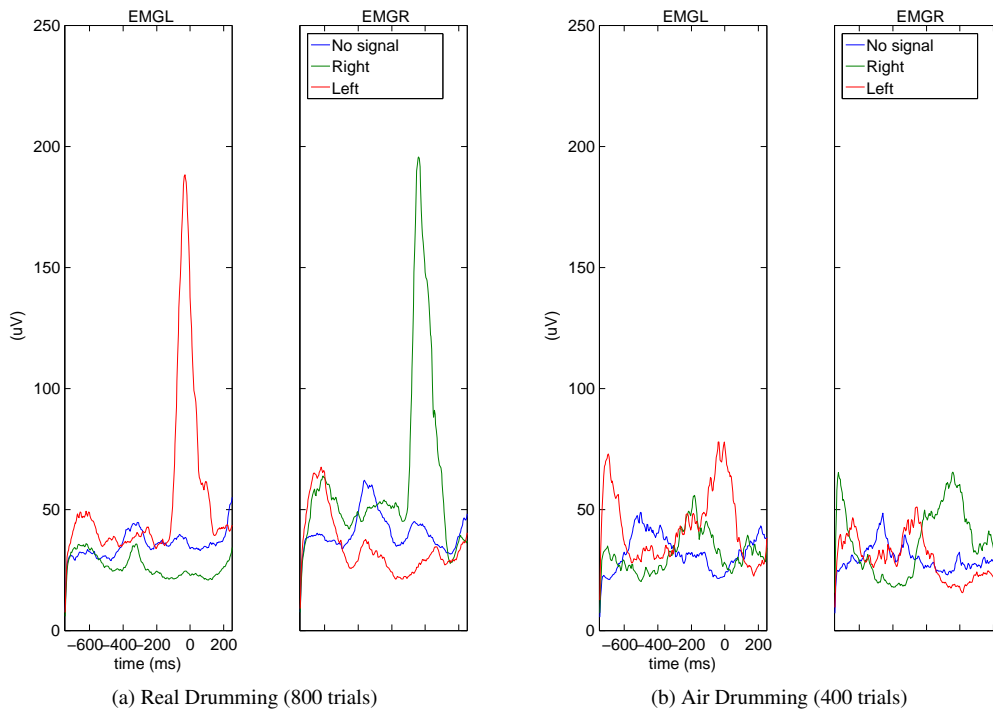 EMGL
EMGR
EMGL
EMGR
250
200
150
100
50
0
(uV)
−600 −400 −200 0 200
time (ms)
No signal
Right
Left
250
200
150
100
50
0
(uV)
−600 −400 −200 0 200
time (ms)
No signal
Right
Left
(a) Real Drumming (800 trials)
(b) Air Drumming (400 trials)